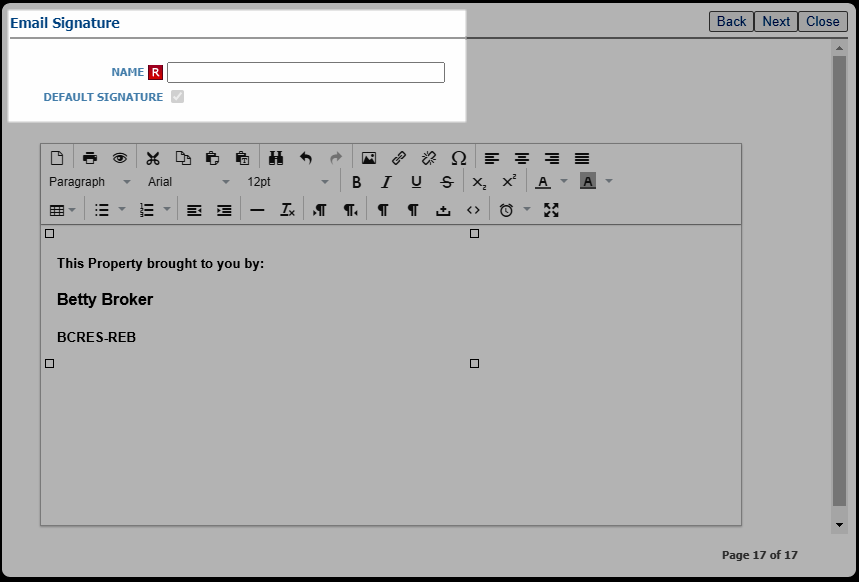 Email Signature
Back Next Close
NAME R
DEFAULT SIGNATURE
Paragraph Arial 12pt
This Property brought to you by:
Betty Broker
BCRES-REB
Page 17 of 17